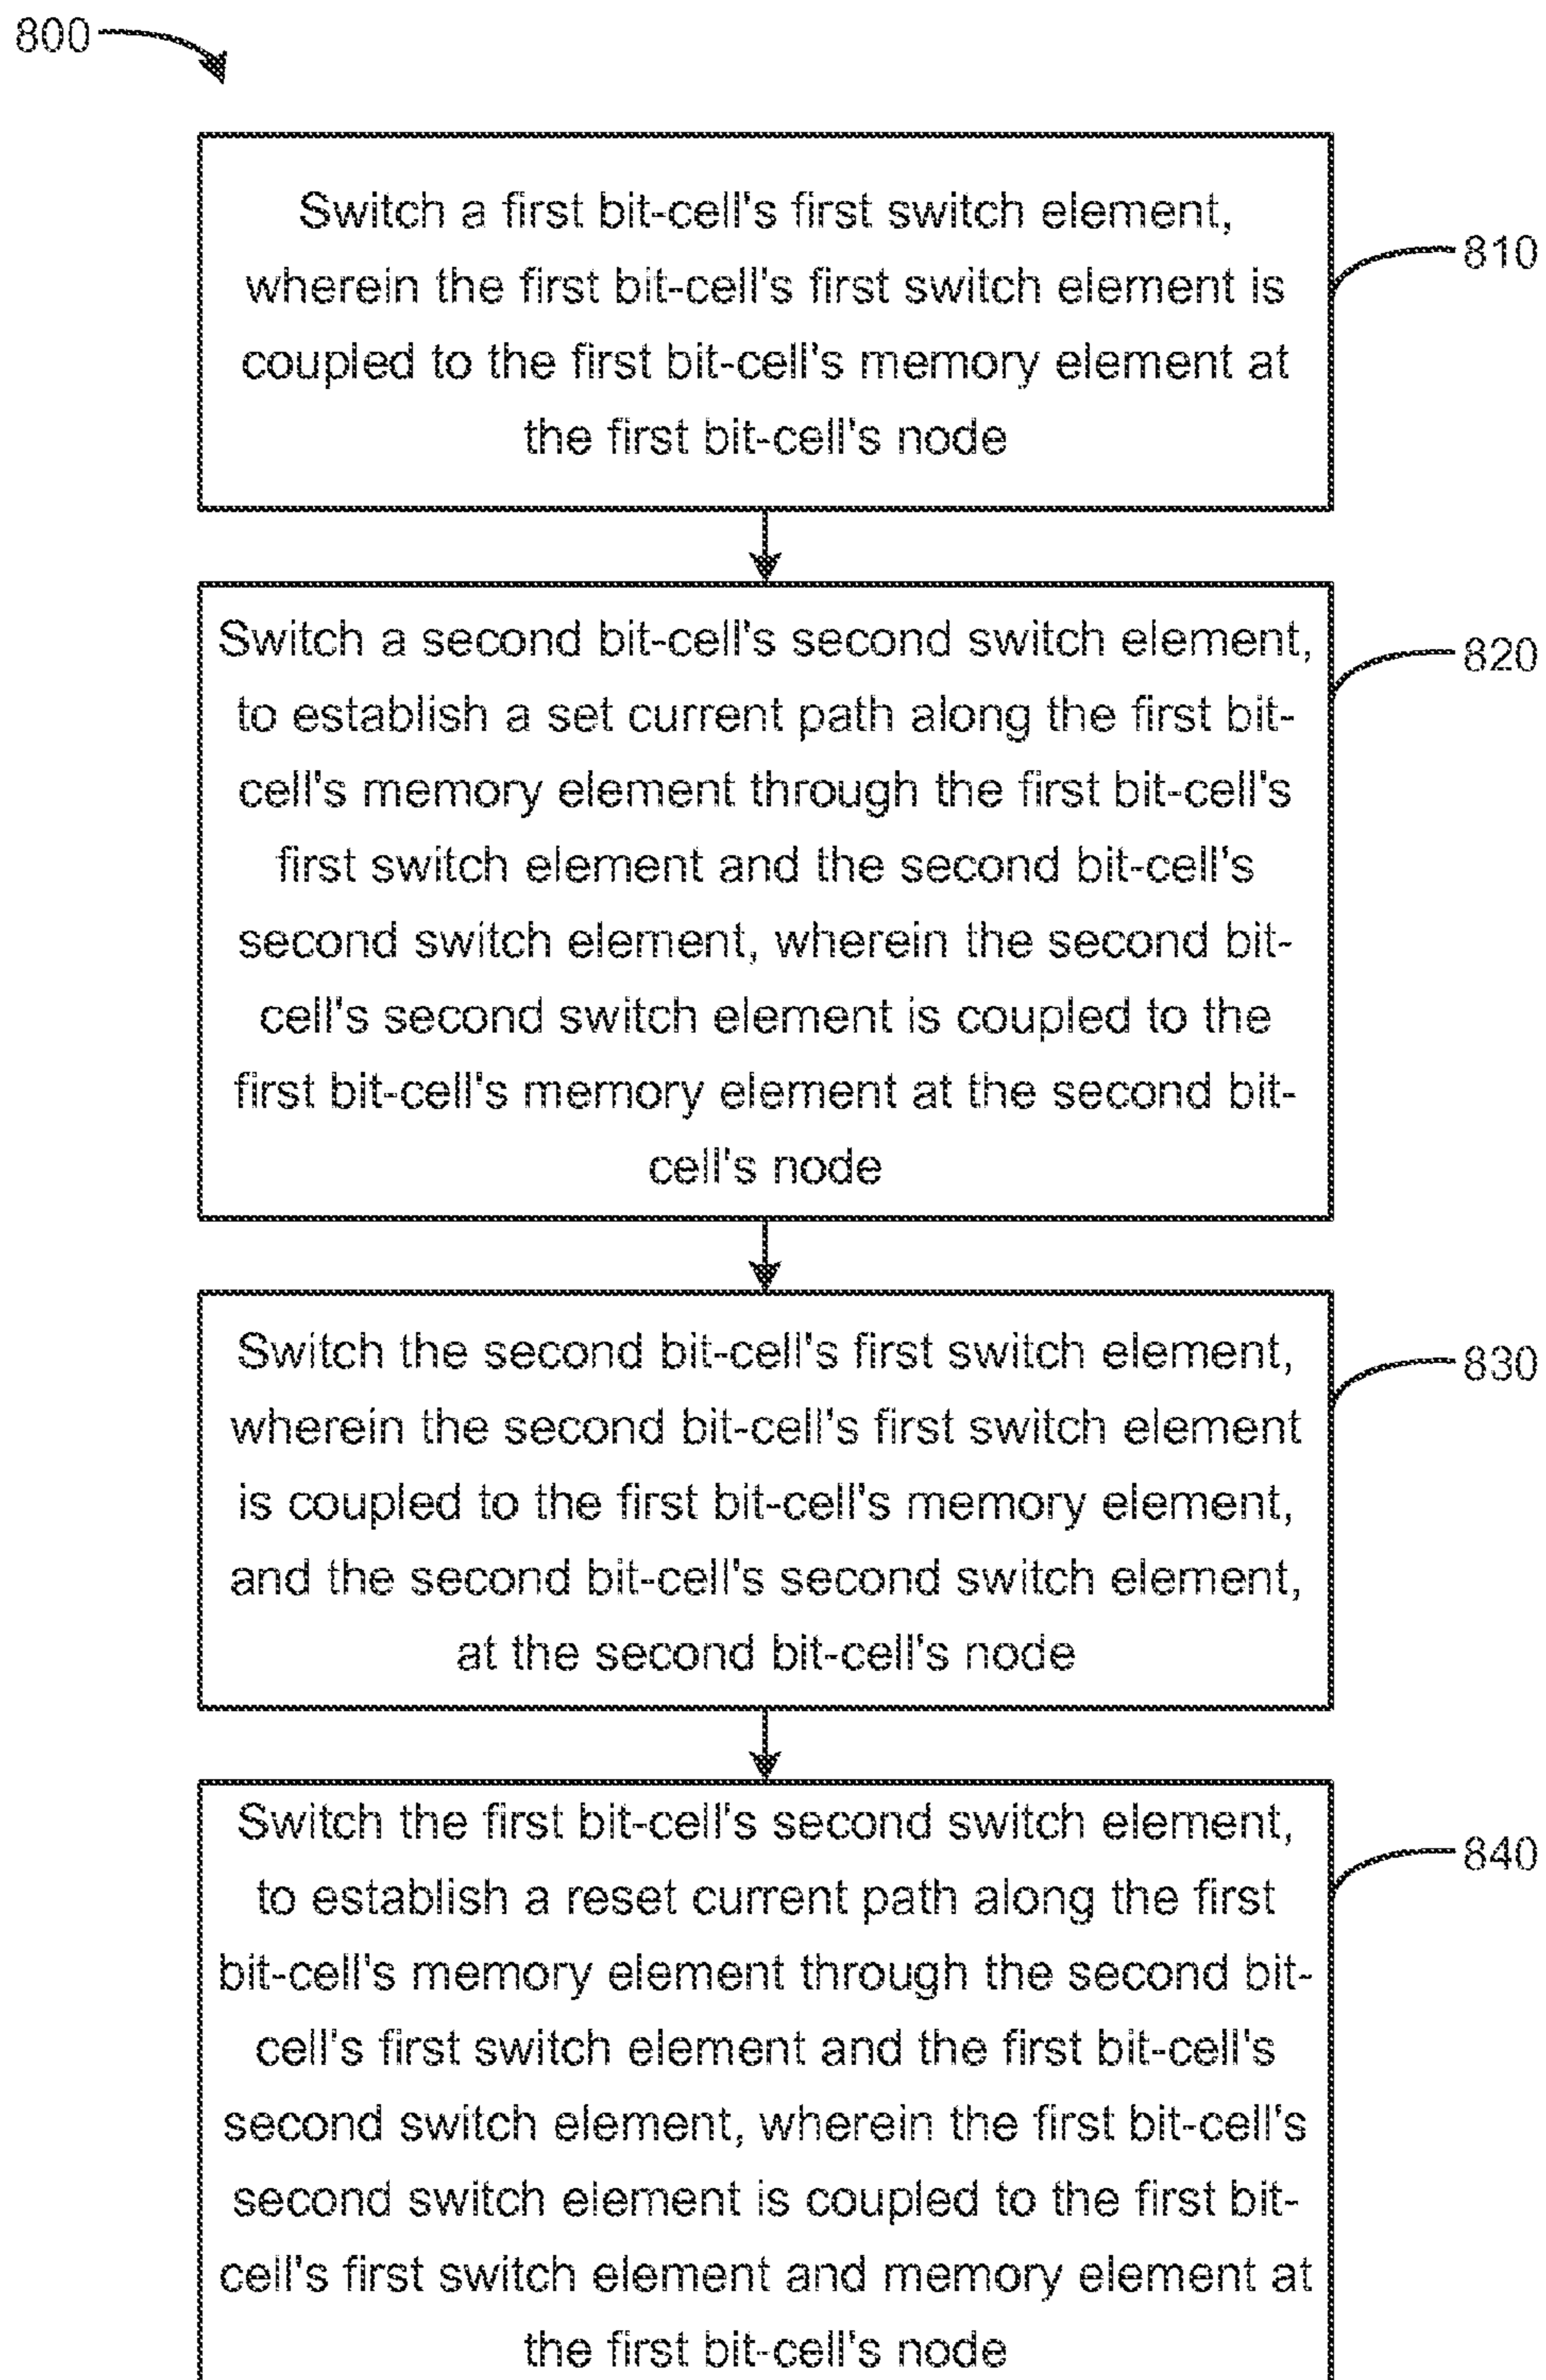 800
Switch a first bit-cell's first switch element,
wherein the first bit-cell's first switch element is
coupled to the first bit-cell's memory element at
the first bit-cell's node
810
Switch a second bit-cell's second switch element,
to establish a set current path along the first bit-
cell's memory element through the first bit-cell's
first switch element and the second bit-cell's
second switch element, wherein the second bit-
cell's second switch element is coupled to the
first bit-cell's memory element at the second bit-
cell's node
820
Switch the second bit-cell's first switch element,
wherein the second bit-cell's first switch element
is coupled to the first bit-cell's memory element,
and the second bit-cell's second switch element,
at the second bit-cell's node
830
Switch the first bit-cell's second switch element,
to establish a reset current path along the first
bit-cell's memory element through the second bit-
cell's first switch element and the first bit-cell's
second switch element, wherein the first bit-cell's
second switch element is coupled to the first bit-
cell's first switch element and memory element at
the first bit-cell's node
840